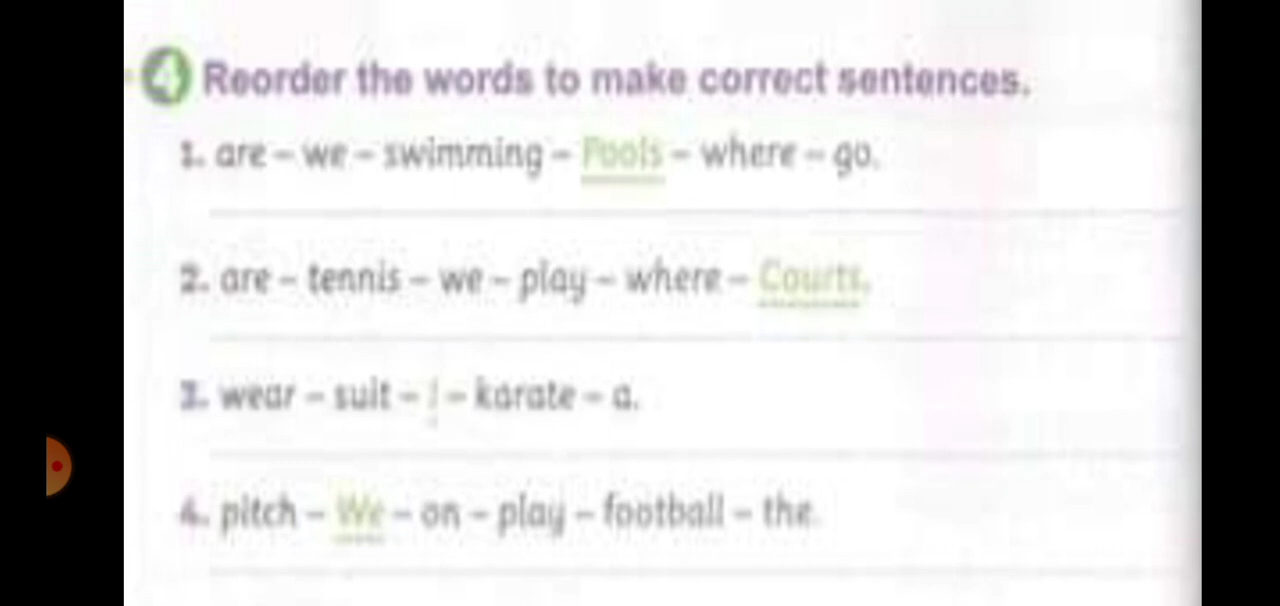 4 Reorder the words to make correct sentences.
1. are – we – swimming – Pools – where – go.
2. are – tennis – we – play – where – Courts.
3. wear – suit – I – karate – a.
4. pitch – We – on – play – football – the.